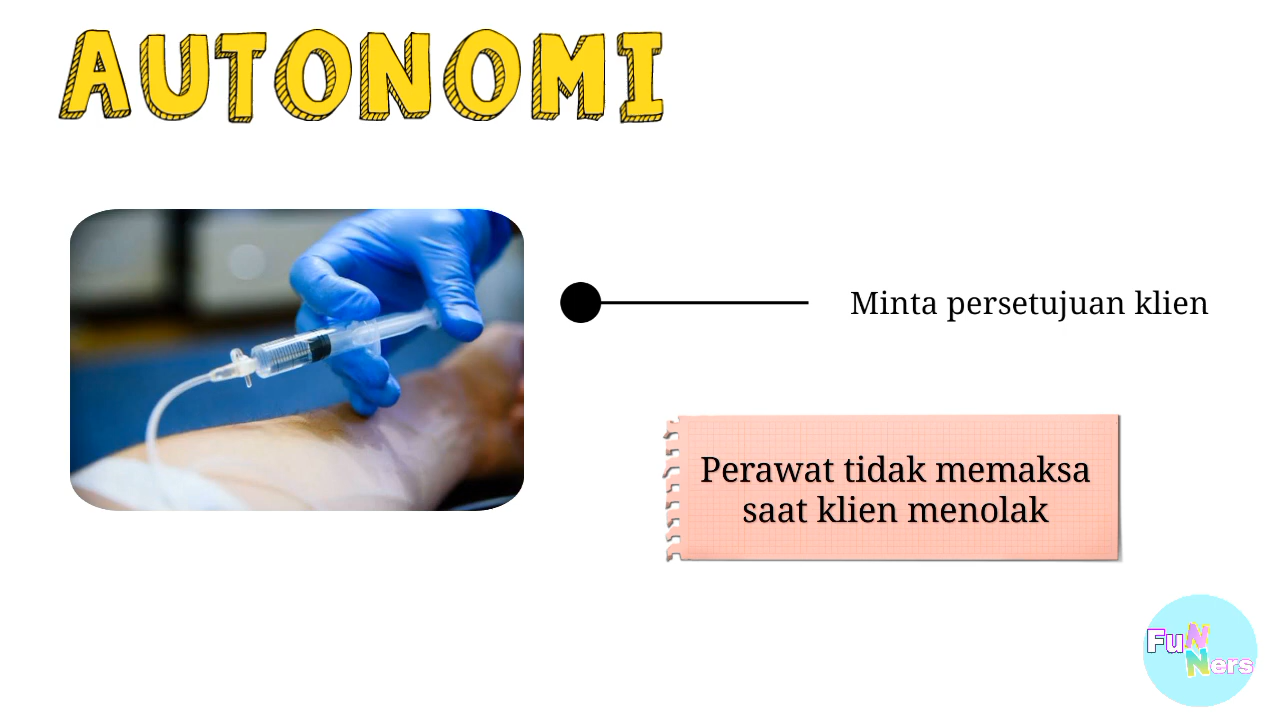 AUTONOMI
Minta persetujuan klien
Perawat tidak memaksa
saat klien menolak
FuN
Ners